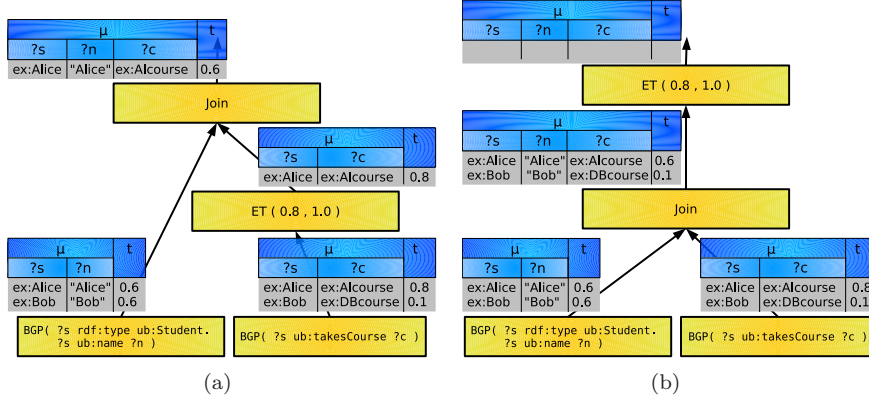 μ t
?s ?n ?c
ex:Alice "Alice" ex:AIcourse 0.6
Join
μ t
?s ?c
ex:Alice ex:AIcourse 0.8
ET ( 0.8 , 1.0 )
μ t
?s ?n
ex:Alice "Alice" 0.6
ex:Bob "Bob" 0.6
μ t
?s ?c
ex:Alice ex:AIcourse 0.8
ex:Bob ex:DBcourse 0.1
BGP( ?s rdf:type ub:Student.
?s ub:name ?n )
BGP( ?s ub:takesCourse ?c )
(a)
μ t
?s ?n ?c
ET ( 0.8 , 1.0 )
μ t
?s ?n ?c
ex:Alice "Alice" ex:AIcourse 0.6
ex:Bob "Bob" ex:DBcourse 0.1
Join
μ t
?s ?n
ex:Alice "Alice" 0.6
ex:Bob "Bob" 0.6
μ t
?s ?c
ex:Alice ex:AIcourse 0.8
ex:Bob ex:DBcourse 0.1
BGP( ?s rdf:type ub:Student.
?s ub:name ?n )
BGP( ?s ub:takesCourse ?c )
(b)